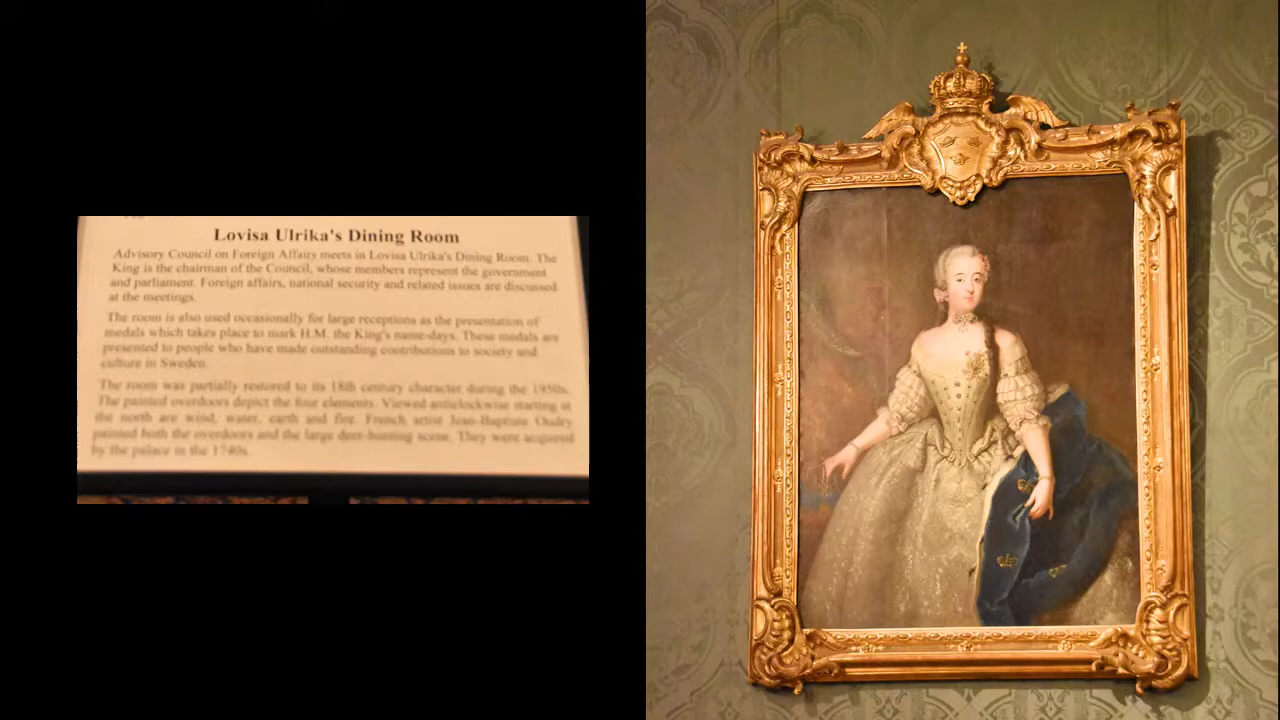 Lovisa Ulrika's Dining Room
Advisory Council on Foreign Affairs meets in Lovisa Ulrika's Dining Room. The
King is the chairman of the Council, whose members represent the government
and parliament. Foreign affairs, national security and related issues are discussed
at the meetings.
The room is also used occasionally for large receptions as the presentation of
medals which takes place to mark H.M. the King's name-days. These medals are
presented to people who have made outstanding contributions to society and
culture in Sweden.
The room was partially restored to its 18th century character during the 1950s.
The painted overdoors depict the four elements. Viewed anticlockwise starting at
the north are wind, water, earth and fire. French artist Jean-Baptiste Oudry
painted both the overdoors and the large deer-hunting scene. They were acquired
by the palace in the 1740s.